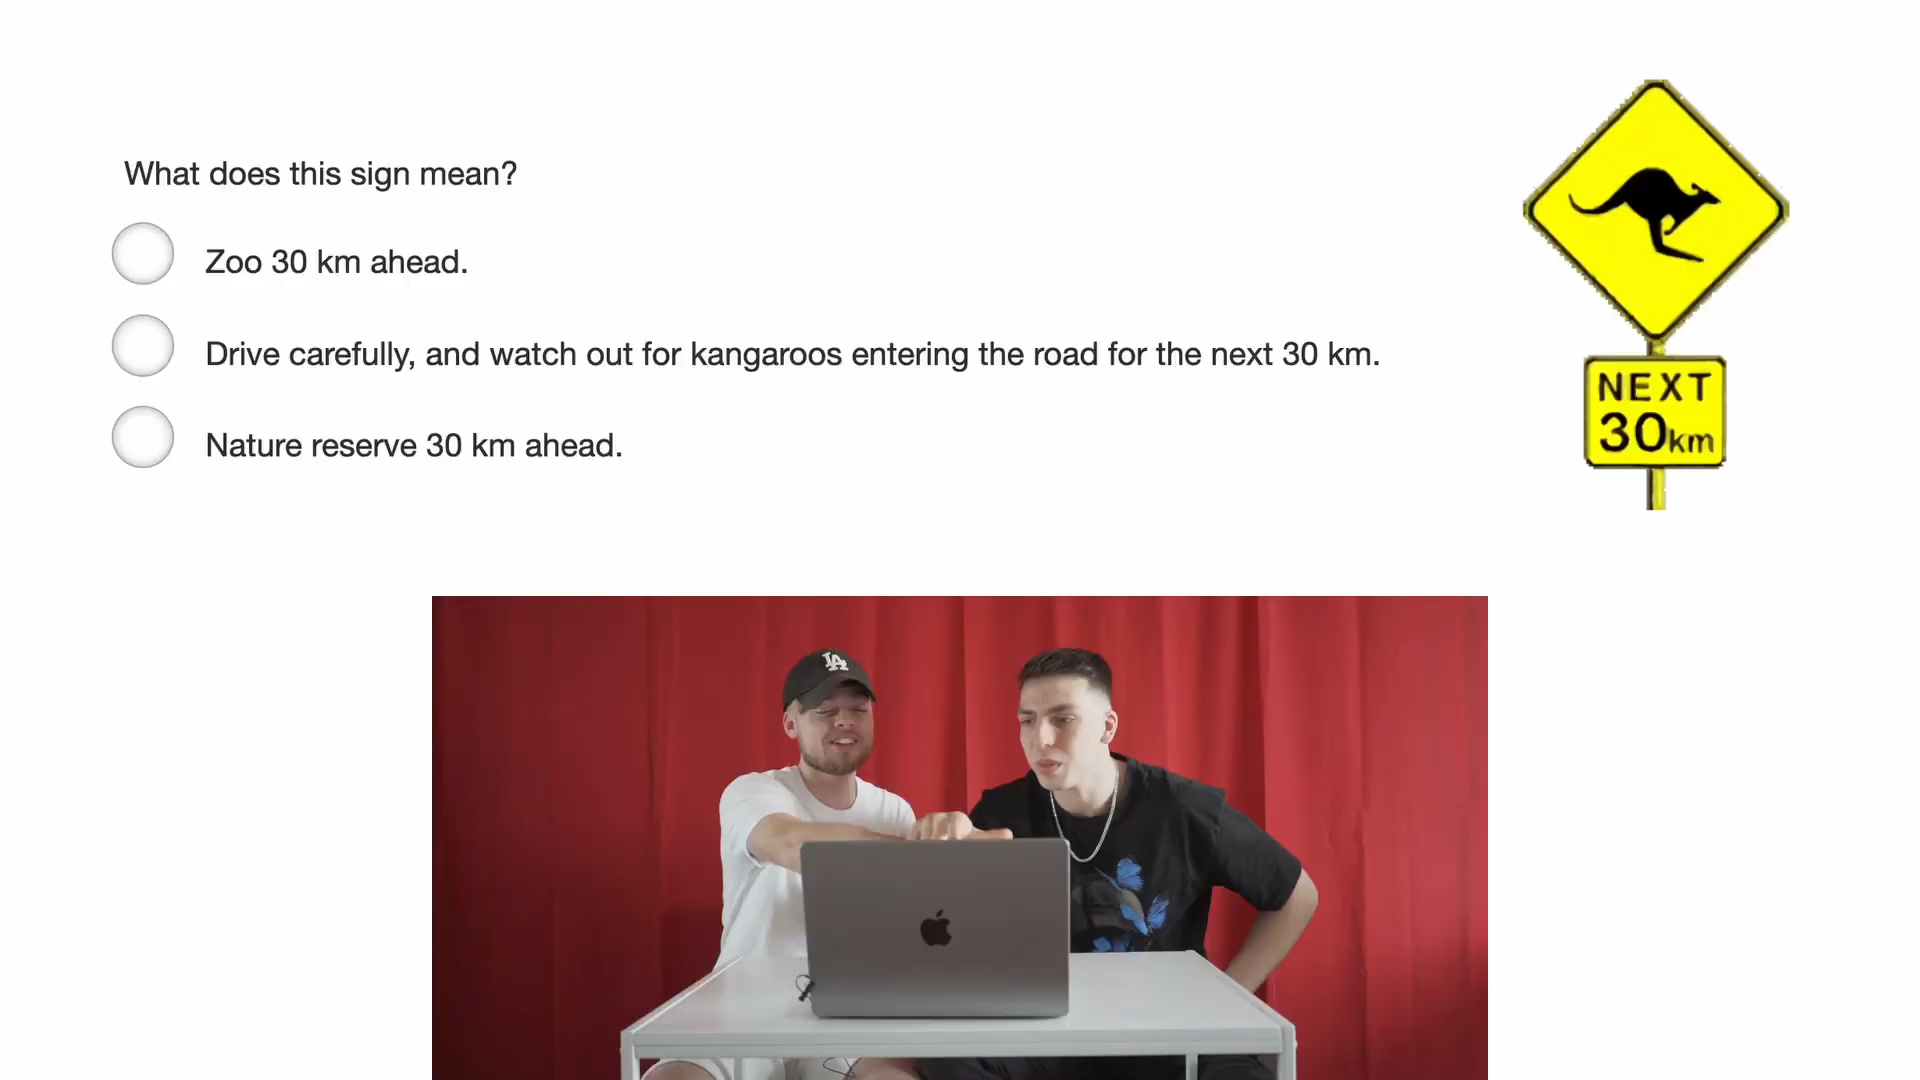 What does this sign mean?
Zoo 30 km ahead.
Drive carefully, and watch out for kangaroos entering the road for the next 30 km.
Nature reserve 30 km ahead.
NEXT
30km
LA